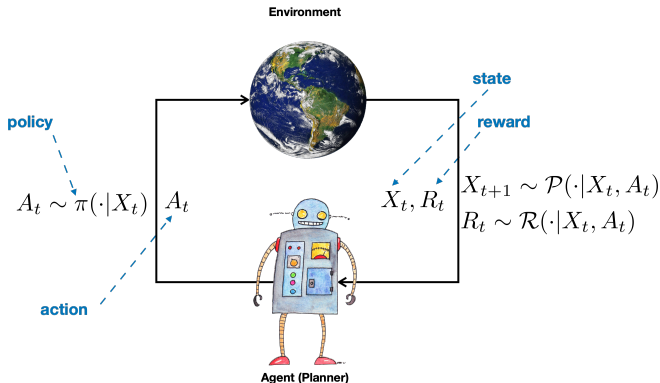 Environment
state
policy
reward
A_t ∼ π(·|X_t)
A_t
X_t, R_t
X_{t+1} ∼ 𝒫(·|X_t, A_t)
R_t ∼ ℛ(·|X_t, A_t)
action
Agent (Planner)